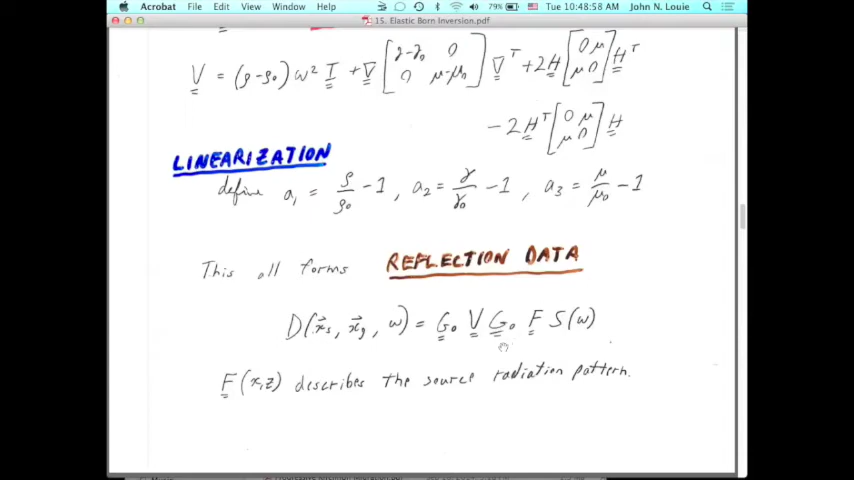 Acrobat File Edit View Window Help 79% U.S. Tue 10:48:58 AM John N. Louie
15. Elastic Born Inversion.pdf
V = (ρ-ρ₀) ω² I + ∇ [ γ-γ₀ 0 ; 0 μ-μ₀ ] ∇ᵀ + 2H [ 0 μ ; μ 0 ] Hᵀ
- 2Hᵀ [ 0 μ ; μ 0 ] H
LINEARIZATION
define a₁ = ρ/ρ₀ -1, a₂ = γ/γ₀ -1, a₃ = μ/μ₀ -1
This all forms REFLECTION DATA
D(x⃗s, x⃗g, ω) = G₀ V G₀ F S(ω)
F(x,z) describes the source radiation pattern.